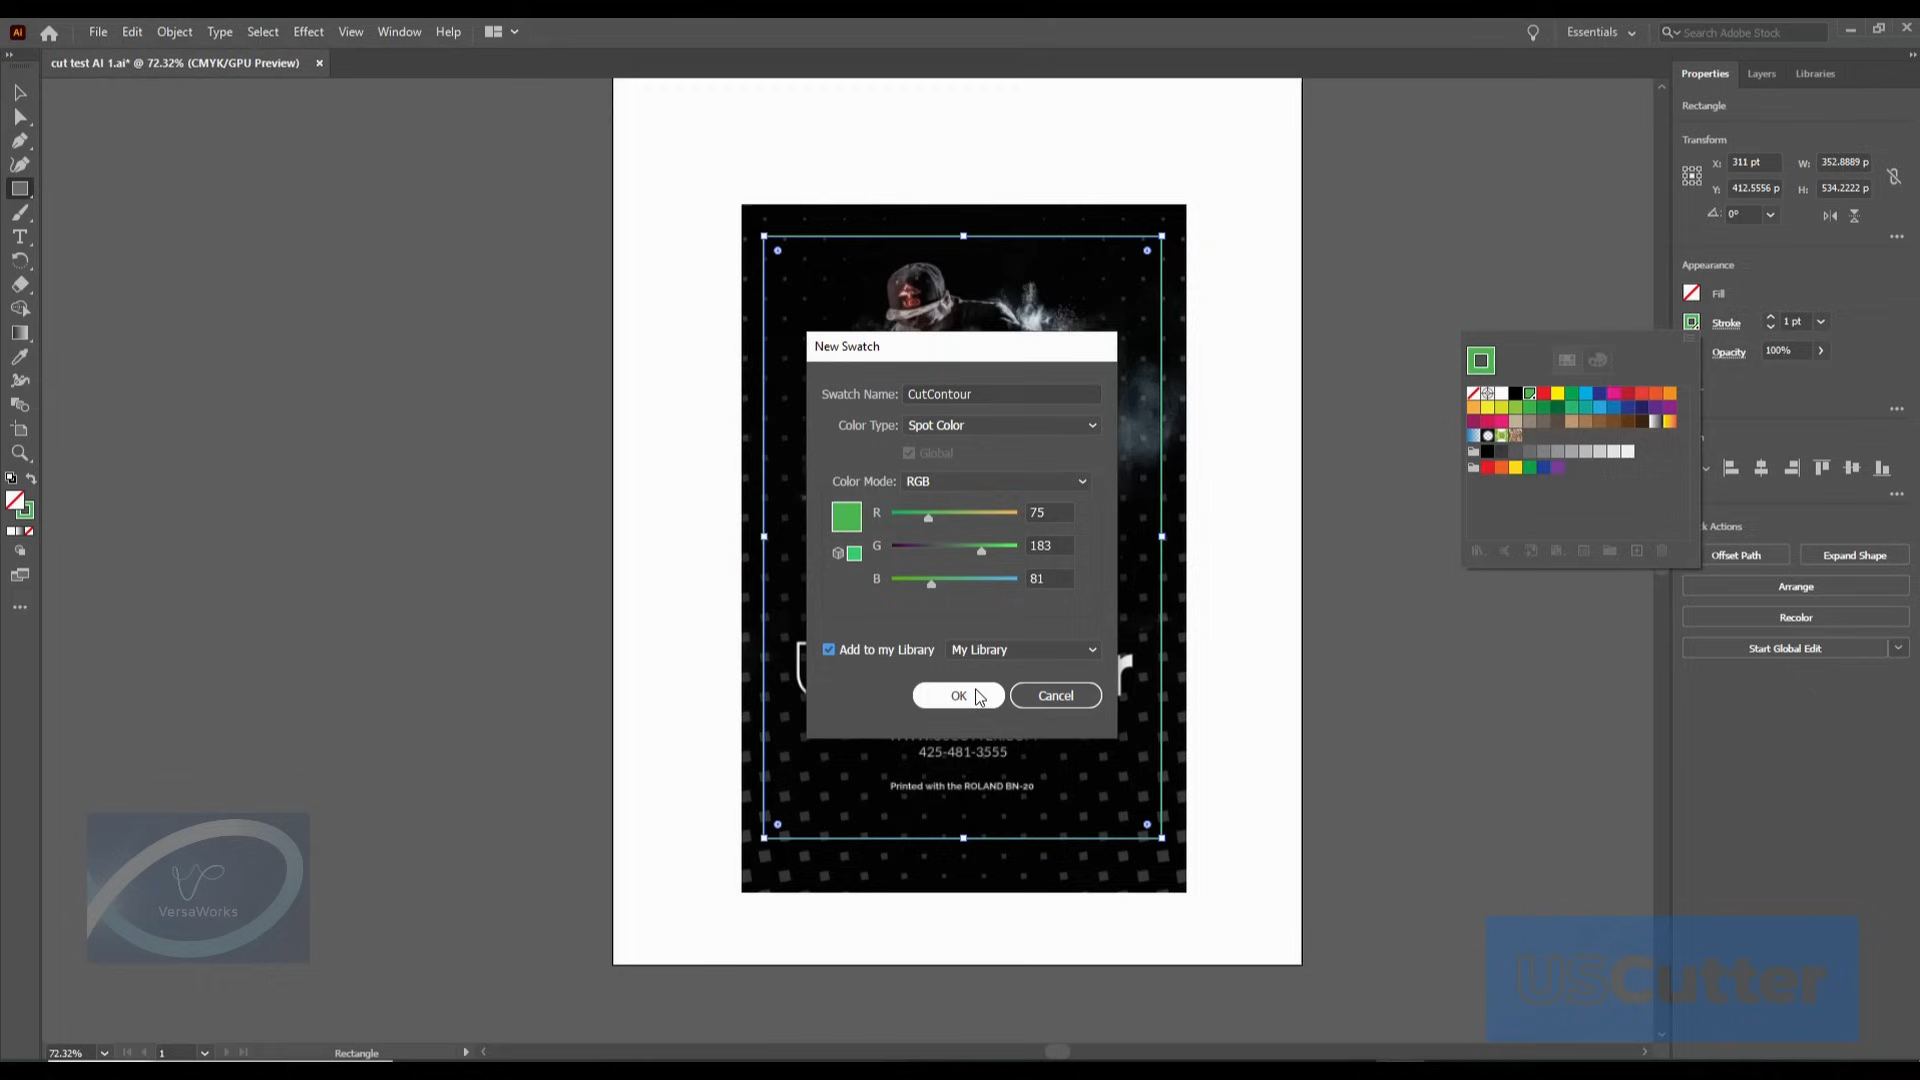 Ai File Edit Object Type Select Effect View Window Help Essentials Search Adobe Stock
cut test AI 1.ai* @ 72.32% (CMYK/GPU Preview) ×
Properties Layers Libraries
Rectangle
Transform
X: 311 pt W: 352.8889 p
Y: 412.5556 p H: 534.2222 p
0°
Appearance
Fill
Stroke 1 pt
Opacity 100%
New Swatch
Swatch Name: CutContour
Color Type: Spot Color
Global
Color Mode: RGB
R 75
G 183
B 81
Add to my Library My Library
OK Cancel
425-481-3555
Printed with the ROLAND BN-20
Actions
Offset Path Expand Shape
Arrange
Recolor
Start Global Edit
VersaWorks
USCutter
72.32% 1 Rectangle